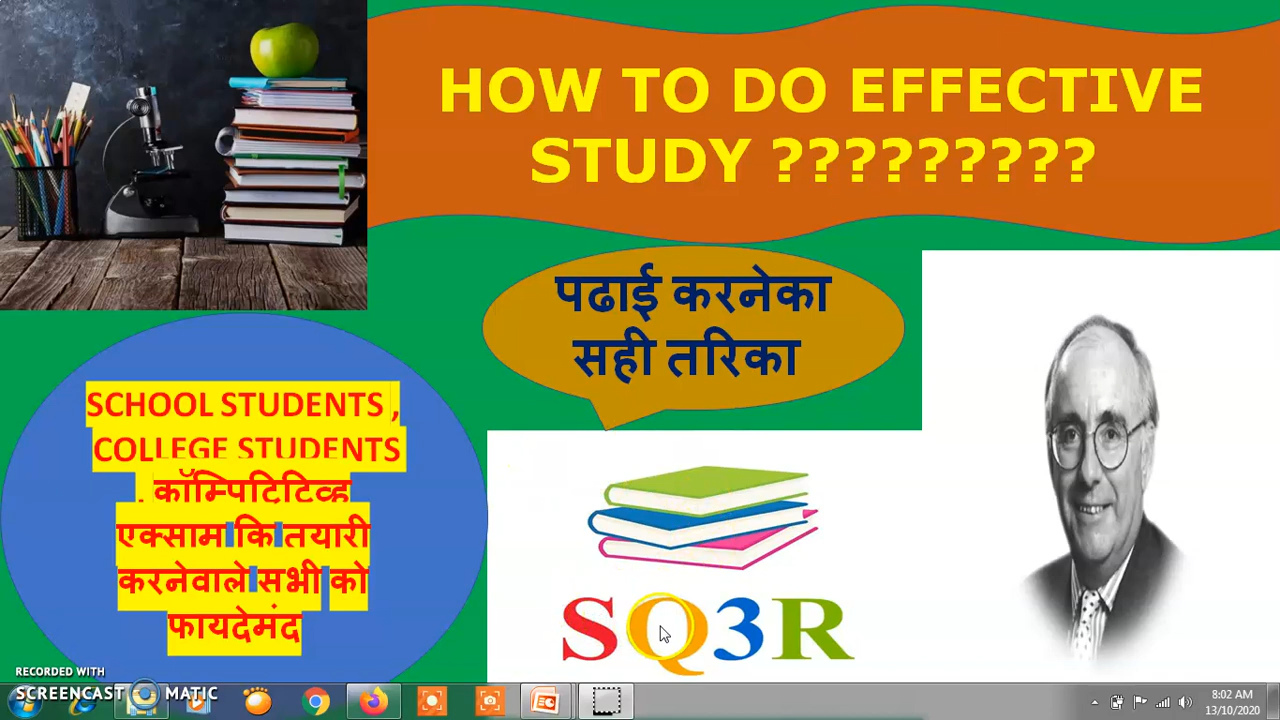 HOW TO DO EFFECTIVE
STUDY ?????????
पढाई करनेका
सही तरिका
SCHOOL STUDENTS ,
COLLEGE STUDENTS
, कॉम्पिटिटिव्ह
एक्साम कि तयारी
करनेवाले सभी को
फायदेमंद
SQ3R
RECORDED WITH
SCREENCAST MATIC
8:02 AM
13/10/2020